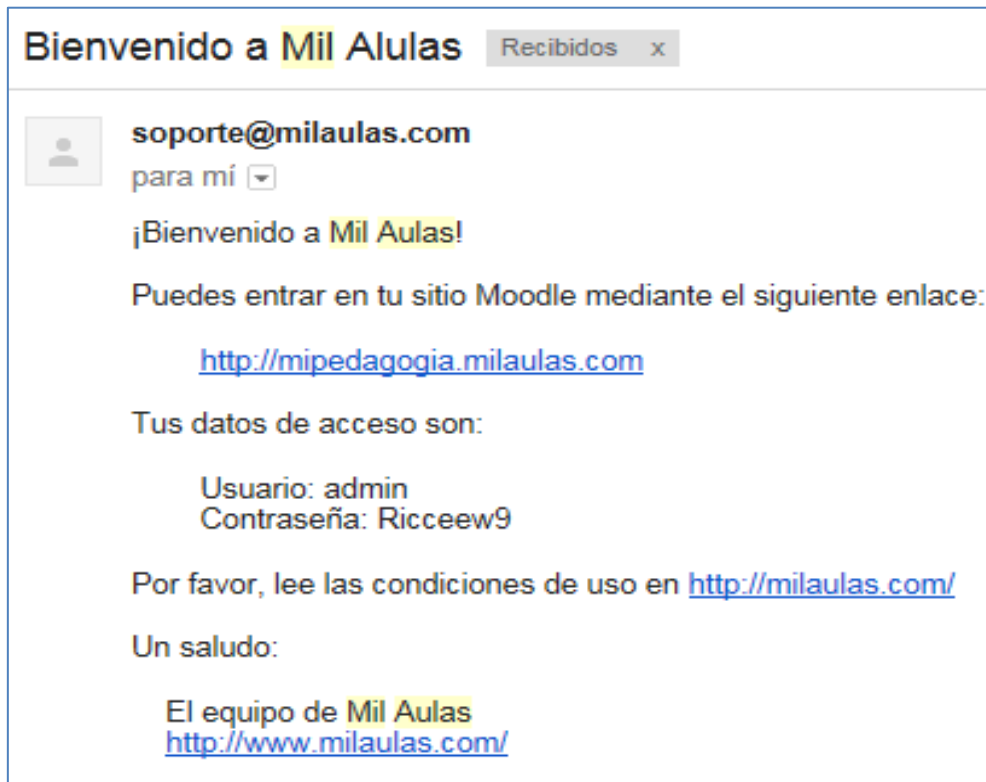 Bienvenido a Mil Alulas Recibidos x
soporte@milaulas.com
para mí
¡Bienvenido a Mil Aulas!
Puedes entrar en tu sitio Moodle mediante el siguiente enlace:
http://mipedagogia.milaulas.com
Tus datos de acceso son:
Usuario: admin
Contraseña: Ricceew9
Por favor, lee las condiciones de uso en http://milaulas.com/
Un saludo:
El equipo de Mil Aulas
http://www.milaulas.com/